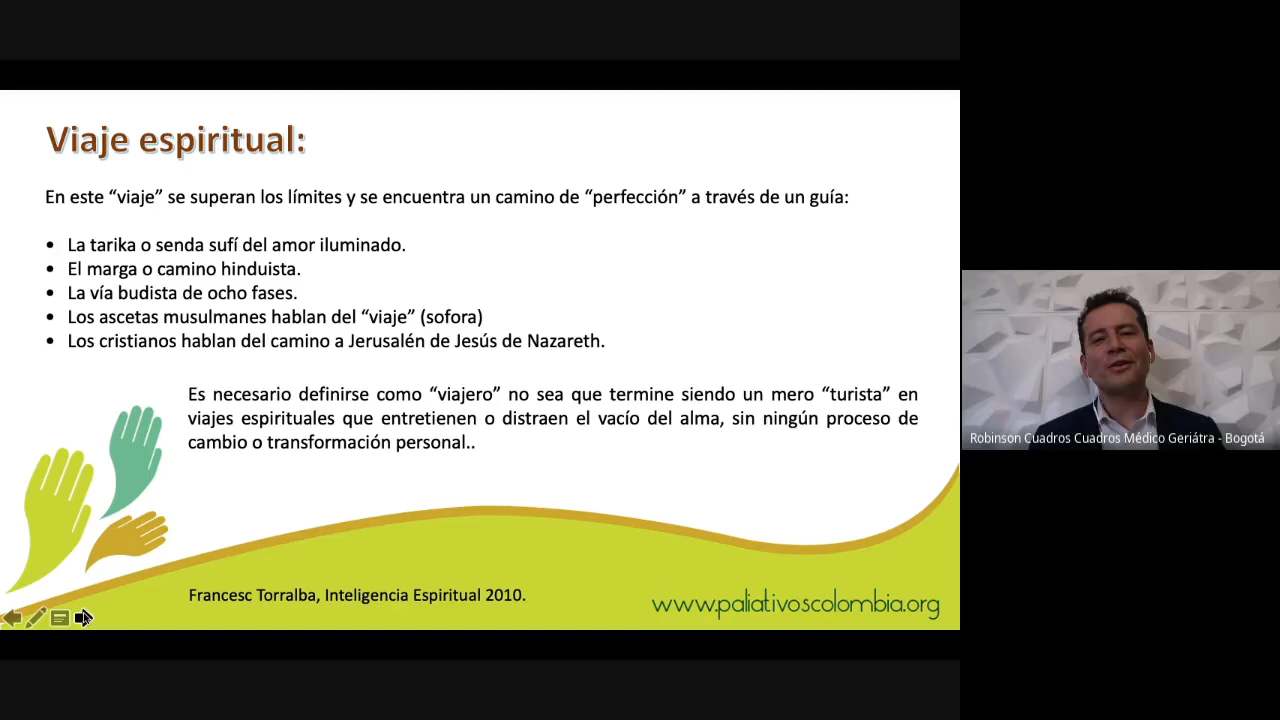 Viaje espiritual:
En este “viaje” se superan los límites y se encuentra un camino de “perfección” a través de un guía:
• La tarika o senda sufí del amor iluminado.
• El marga o camino hinduista.
• La vía budista de ocho fases.
• Los ascetas musulmanes hablan del “viaje” (sofora)
• Los cristianos hablan del camino a Jerusalén de Jesús de Nazareth.
Es necesario definirse como “viajero” no sea que termine siendo un mero “turista” en
viajes espirituales que entretienen o distraen el vacío del alma, sin ningún proceso de
cambio o transformación personal..
Francesc Torralba, Inteligencia Espiritual 2010.
www.paliativoscolombia.org
Robinson Cuadros Cuadros Médico Geriátra - Bogotá